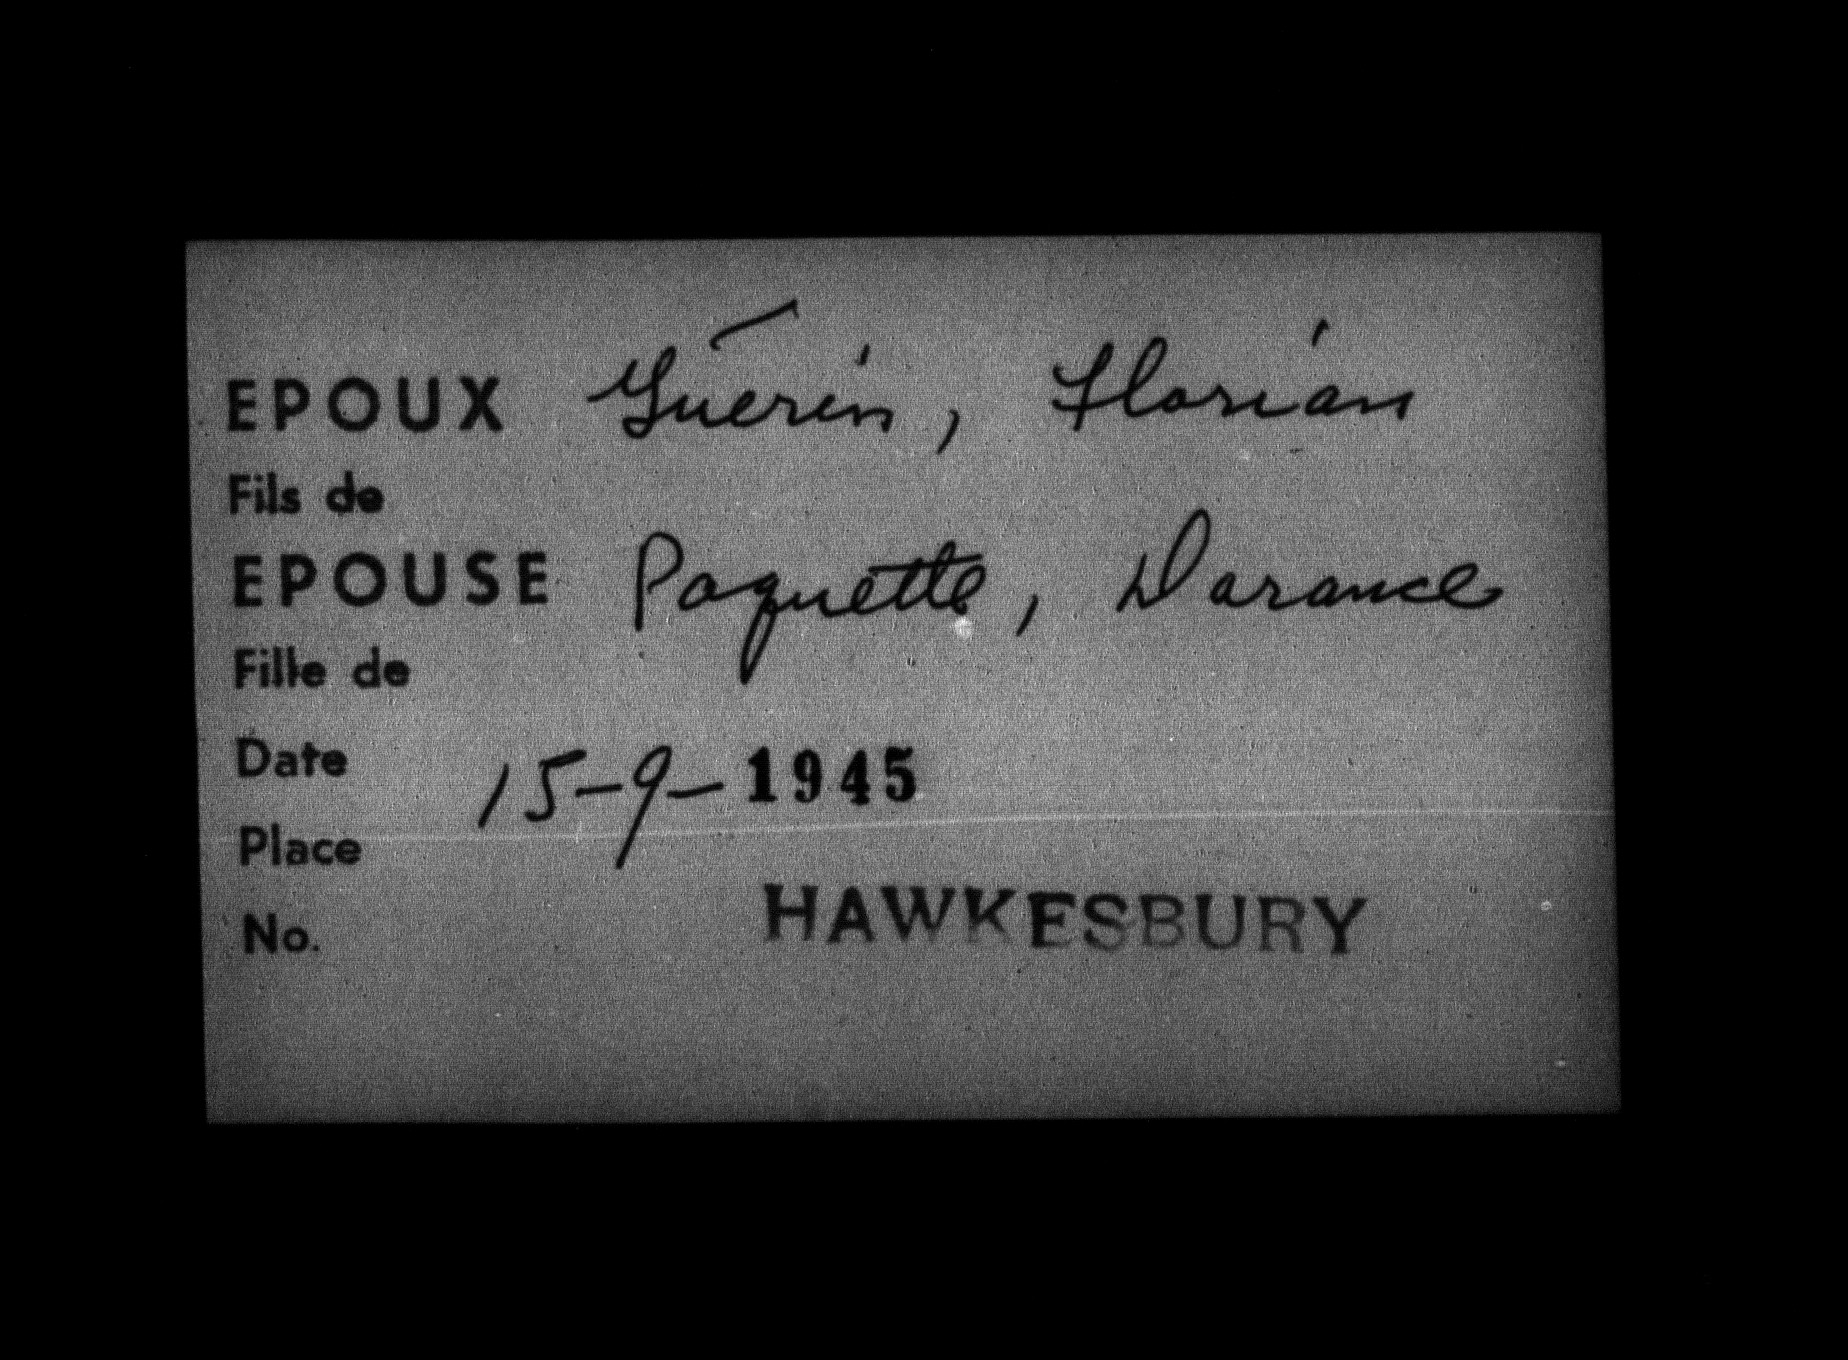 EPOUX Guérin, Florian
Fils de
EPOUSE Paquette, Darance
Fille de
Date 15-9-1945
Place
HAWKESBURY
No.